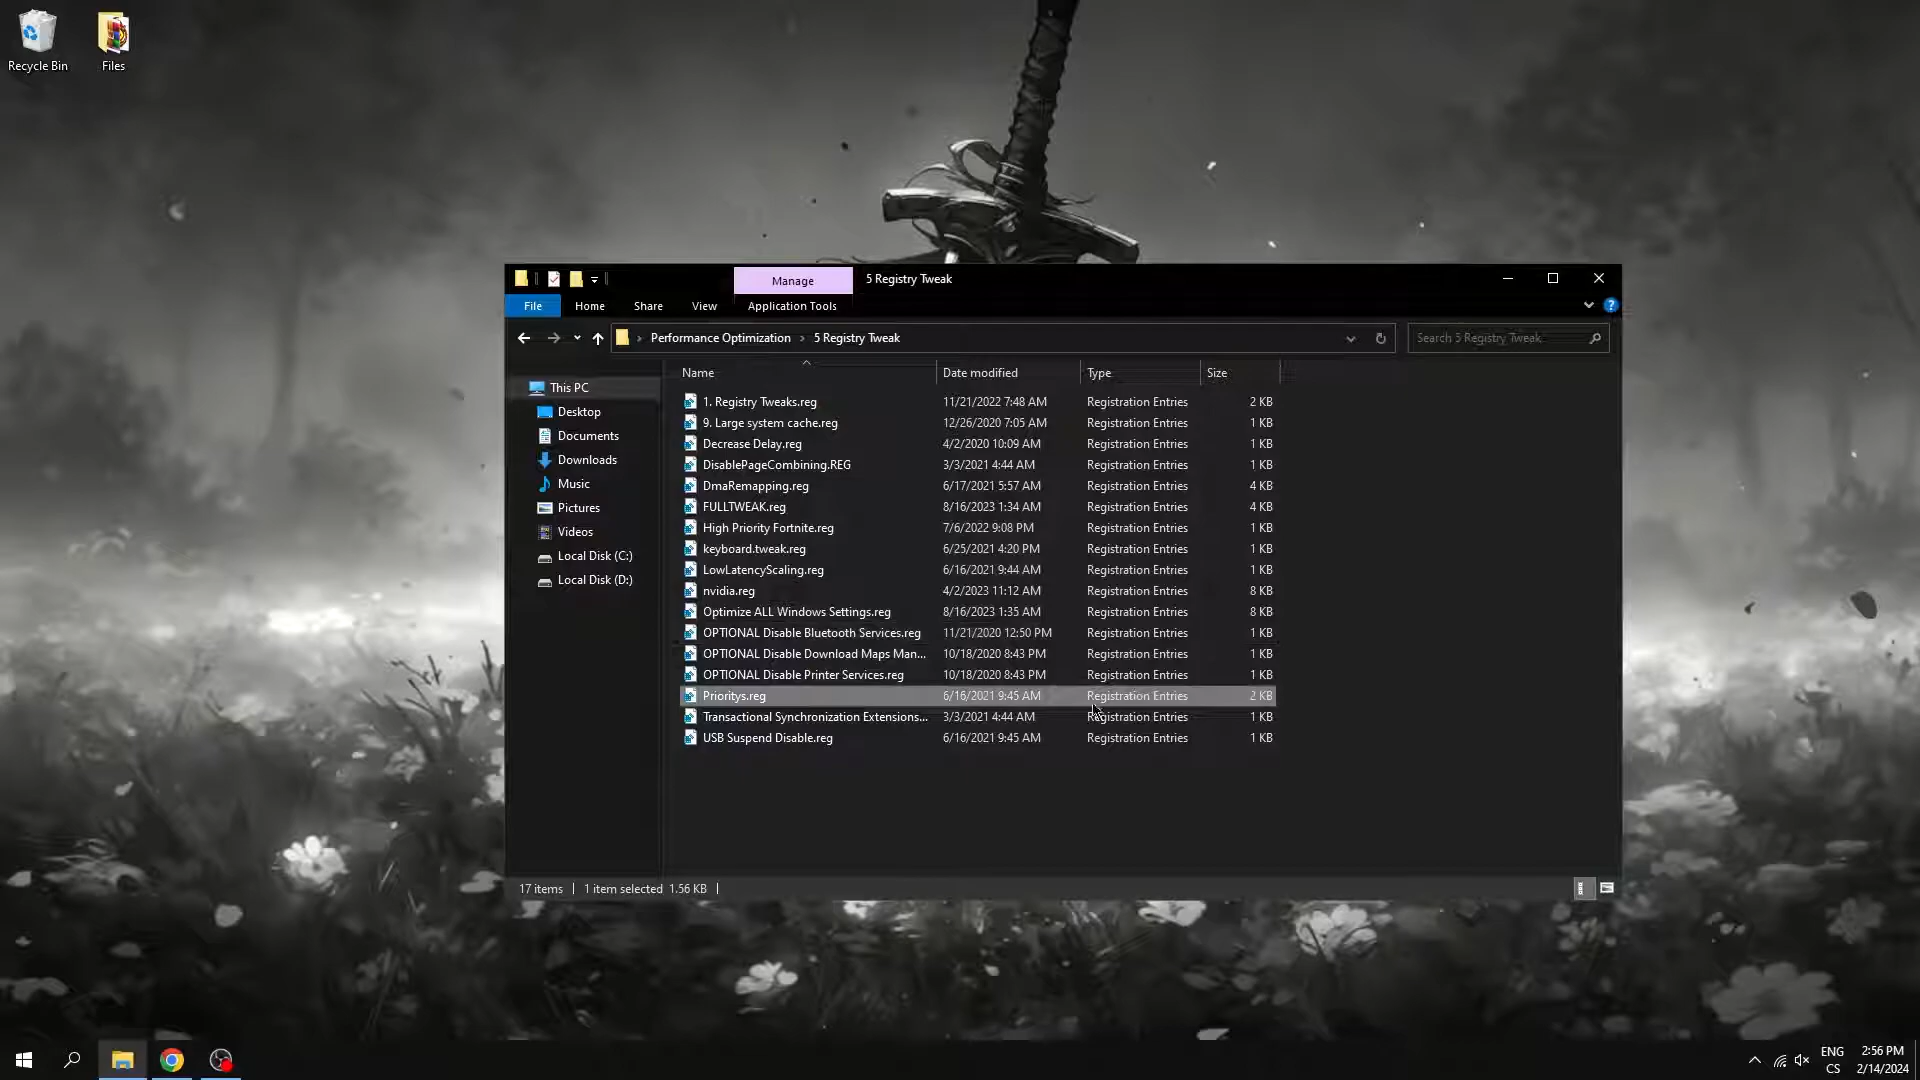 Recycle Bin
Files
Manage
5 Registry Tweak
File
Home
Share
View
Application Tools
Performance Optimization
5 Registry Tweak
Search 5 Registry Tweak
This PC
Desktop
Documents
Downloads
Music
Pictures
Videos
Local Disk (C:)
Local Disk (D:)
Name Date modified Type Size
1. Registry Tweaks.reg 11/21/2022 7:48 AM Registration Entries 2 KB
9. Large system cache.reg 12/26/2020 7:05 AM Registration Entries 1 KB
Decrease Delay.reg 4/2/2020 10:09 AM Registration Entries 1 KB
DisablePageCombining.REG 3/3/2021 4:44 AM Registration Entries 1 KB
DmaRemapping.reg 6/17/2021 5:57 AM Registration Entries 4 KB
FULLTWEAK.reg 8/16/2023 1:34 AM Registration Entries 4 KB
High Priority Fortnite.reg 7/6/2022 9:08 PM Registration Entries 1 KB
keyboard.tweak.reg 6/25/2021 4:20 PM Registration Entries 1 KB
LowLatencyScaling.reg 6/16/2021 9:44 AM Registration Entries 1 KB
nvidia.reg 4/2/2023 11:12 AM Registration Entries 8 KB
Optimize ALL Windows Settings.reg 8/16/2023 1:35 AM Registration Entries 8 KB
OPTIONAL Disable Bluetooth Services.reg 11/21/2020 12:50 PM Registration Entries 1 KB
OPTIONAL Disable Download Maps Man... 10/18/2020 8:43 PM Registration Entries 1 KB
OPTIONAL Disable Printer Services.reg 10/18/2020 8:43 PM Registration Entries 1 KB
Prioritys.reg 6/16/2021 9:45 AM Registration Entries 2 KB
Transactional Synchronization Extensions... 3/3/2021 4:44 AM Registration Entries 1 KB
USB Suspend Disable.reg 6/16/2021 9:45 AM Registration Entries 1 KB
17 items
1 item selected 1.56 KB
ENG
CS
2:56 PM
2/14/2024